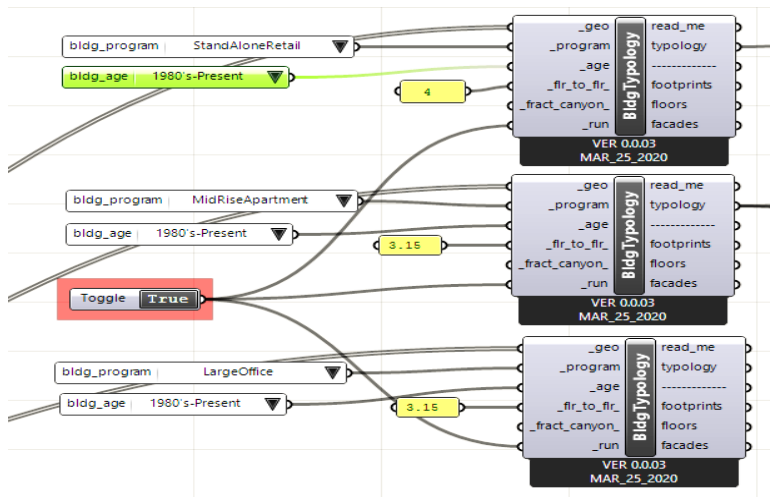 bldg_program StandAloneRetail
bldg_age 1980's-Present
4
_geo read_me
_program typology
_age -------------
_flr_to_flr_ footprints
_fract_canyon_ floors
_run facades
BldgTypology
VER 0.0.03
MAR_25_2020
bldg_program MidRiseApartment
bldg_age 1980's-Present
3.15
_geo read_me
_program typology
_age -------------
_flr_to_flr_ footprints
_fract_canyon_ floors
_run facades
BldgTypology
VER 0.0.03
MAR_25_2020
Toggle True
bldg_program LargeOffice
bldg_age 1980's-Present
3.15
_geo read_me
_program typology
_age -------------
_flr_to_flr_ footprints
_fract_canyon_ floors
_run facades
BldgTypology
VER 0.0.03
MAR_25_2020